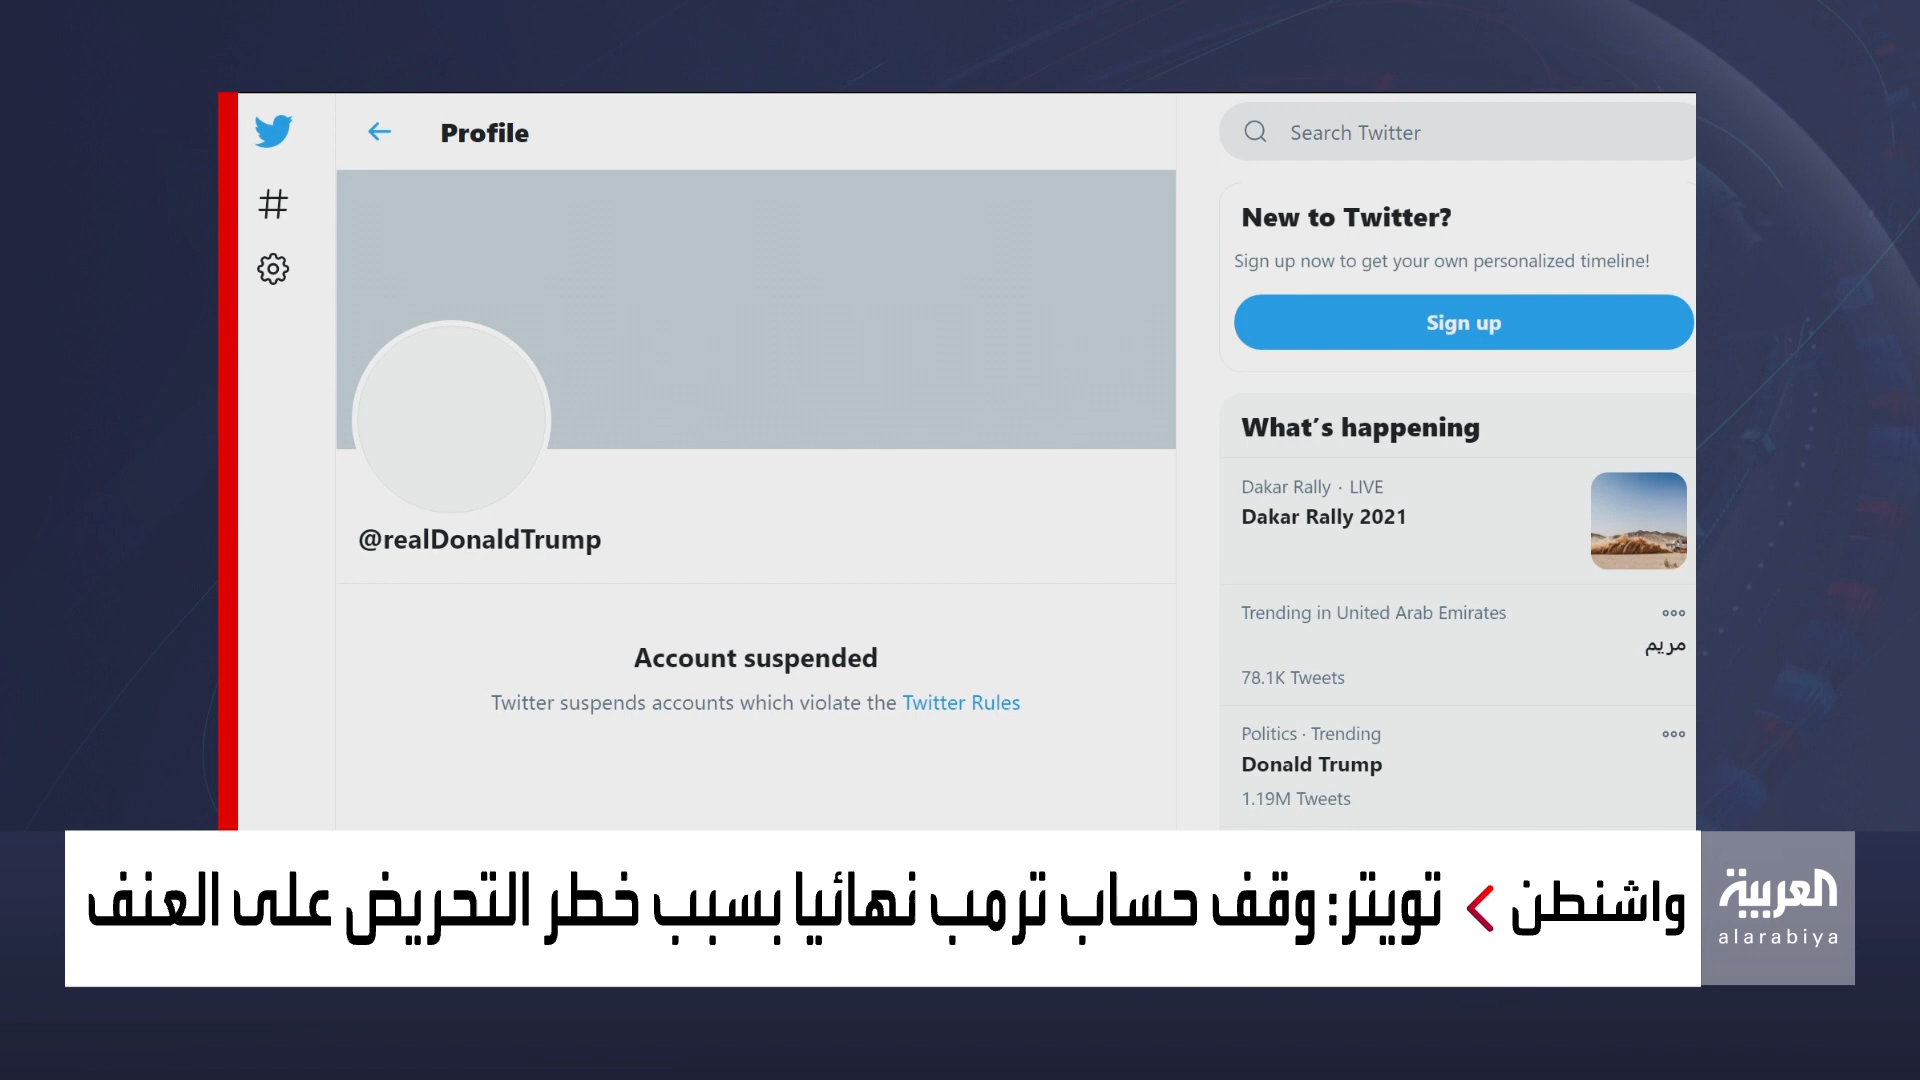 Profile
@realDonaldTrump
Account suspended
Twitter suspends accounts which violate the Twitter Rules
Search Twitter
New to Twitter?
Sign up now to get your own personalized timeline!
Sign up
What's happening
Dakar Rally · LIVE
Dakar Rally 2021
Trending in United Arab Emirates
مريم
78.1K Tweets
Politics · Trending
Donald Trump
1.19M Tweets
واشنطن
تويتر: وقف حساب ترمب نهائيا بسبب خطر التحريض على العنف
العربية
alarabiya